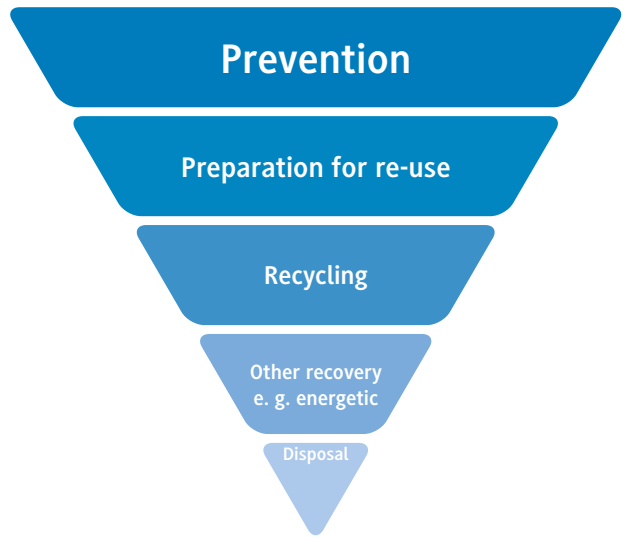 Prevention
Preparation for re-use
Recycling
Other recovery
e. g. energetic
Disposal